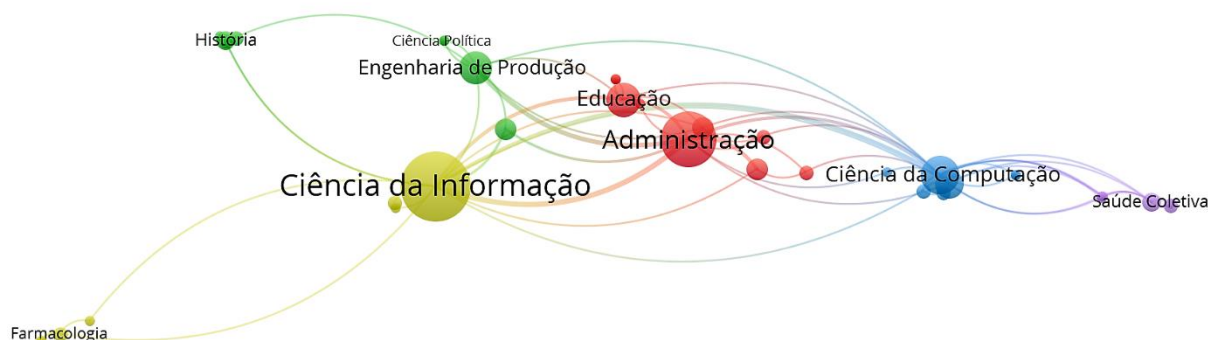 História
Ciência Política
Engenharia de Produção
Educação
Administração
Ciência da Informação
Ciência da Computação
Saúde Coletiva
Farmacologia